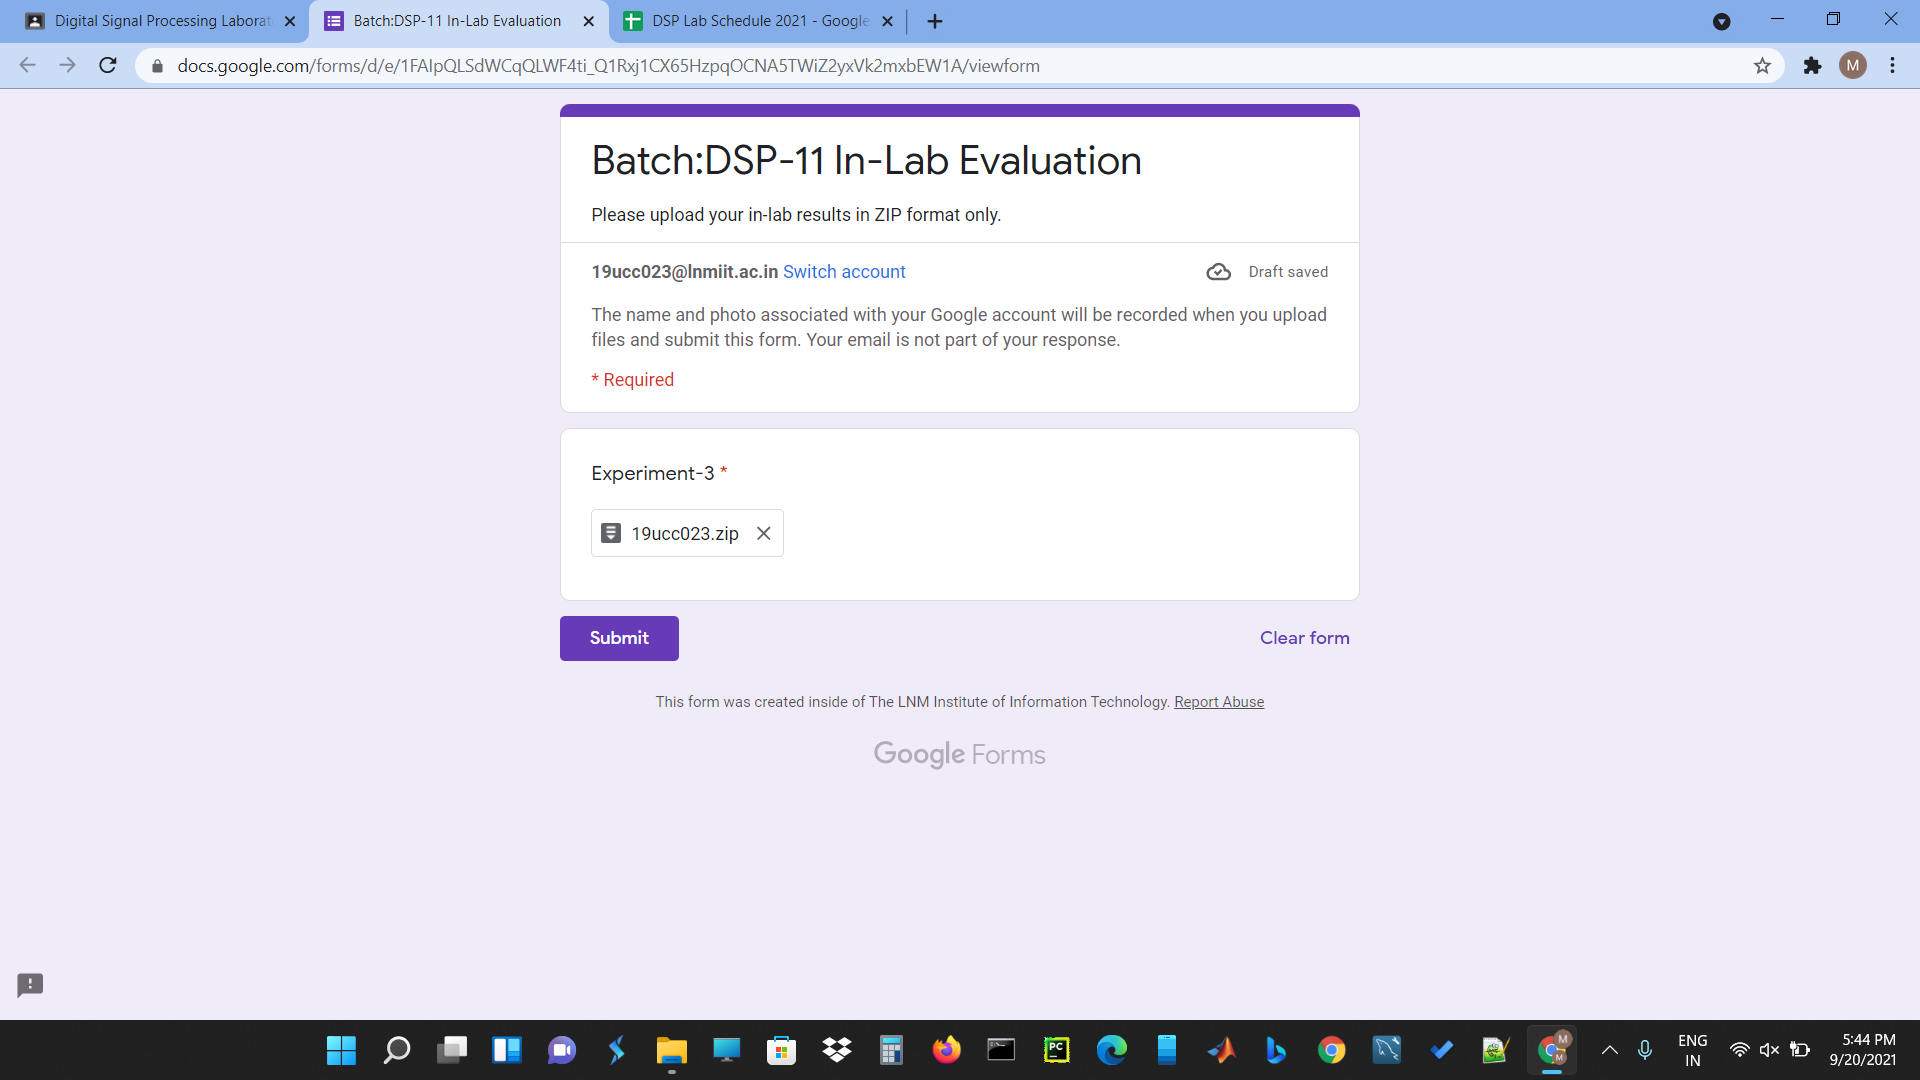 Digital Signal Processing Laborat
Batch:DSP-11 In-Lab Evaluation
DSP Lab Schedule 2021 - Google
docs.google.com/forms/d/e/1FAIpQLSdWCqQLWF4ti_Q1Rxj1CX65HzpqOCNA5TWiZ2yxVk2mxbEW1A/viewform
M
Batch:DSP-11 In-Lab Evaluation
Please upload your in-lab results in ZIP format only.
19ucc023@lnmiit.ac.in Switch account
Draft saved
The name and photo associated with your Google account will be recorded when you upload
files and submit this form. Your email is not part of your response.
* Required
Experiment-3 *
19ucc023.zip
Submit
Clear form
This form was created inside of The LNM Institute of Information Technology. Report Abuse
Google Forms
PC
M
M
ENG
IN
5:44 PM
9/20/2021